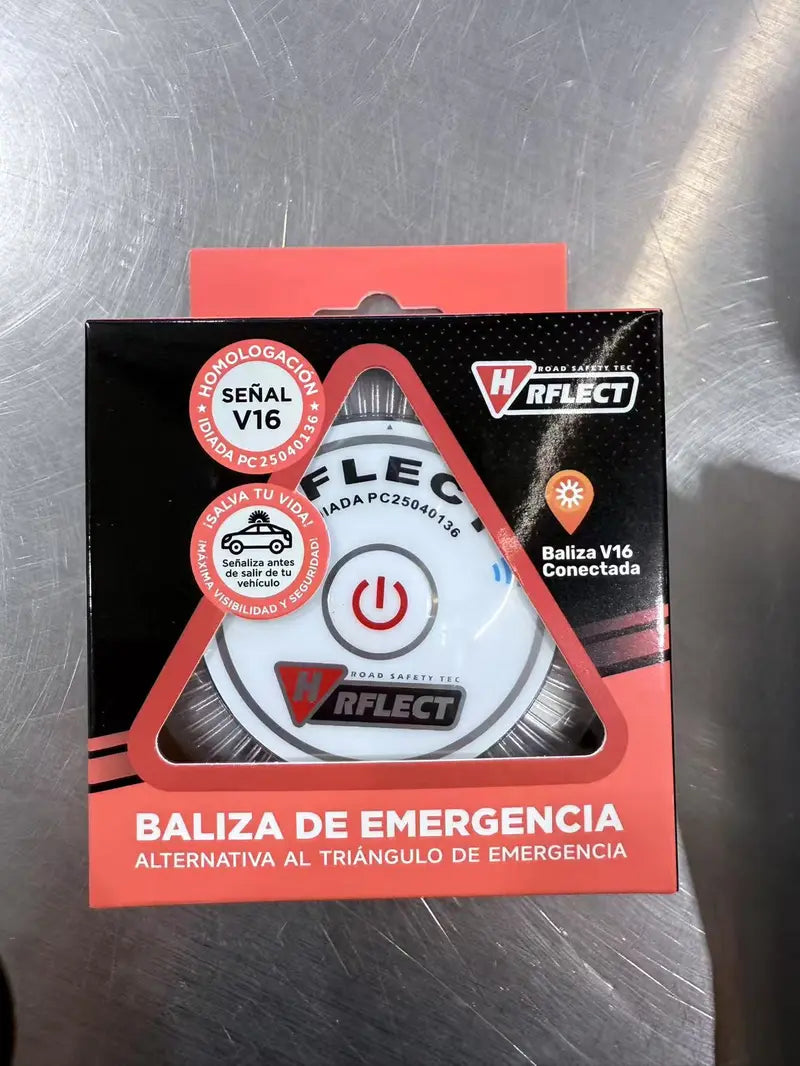 HOMOLOGACIÓN
SEÑAL
V16
IDIADA PC25040136
¡SALVA TU VIDA!
Señaliza antes
de salir de tu
vehículo
¡MÁXIMA VISIBILIDAD Y SEGURIDAD!
ROAD SAFETY TEC
H RFLECT
Baliza V16
Conectada
FLECT
IADA PC25040136
ROAD SAFETY TEC
H RFLECT
BALIZA DE EMERGENCIA
ALTERNATIVA AL TRIÁNGULO DE EMERGENCIA